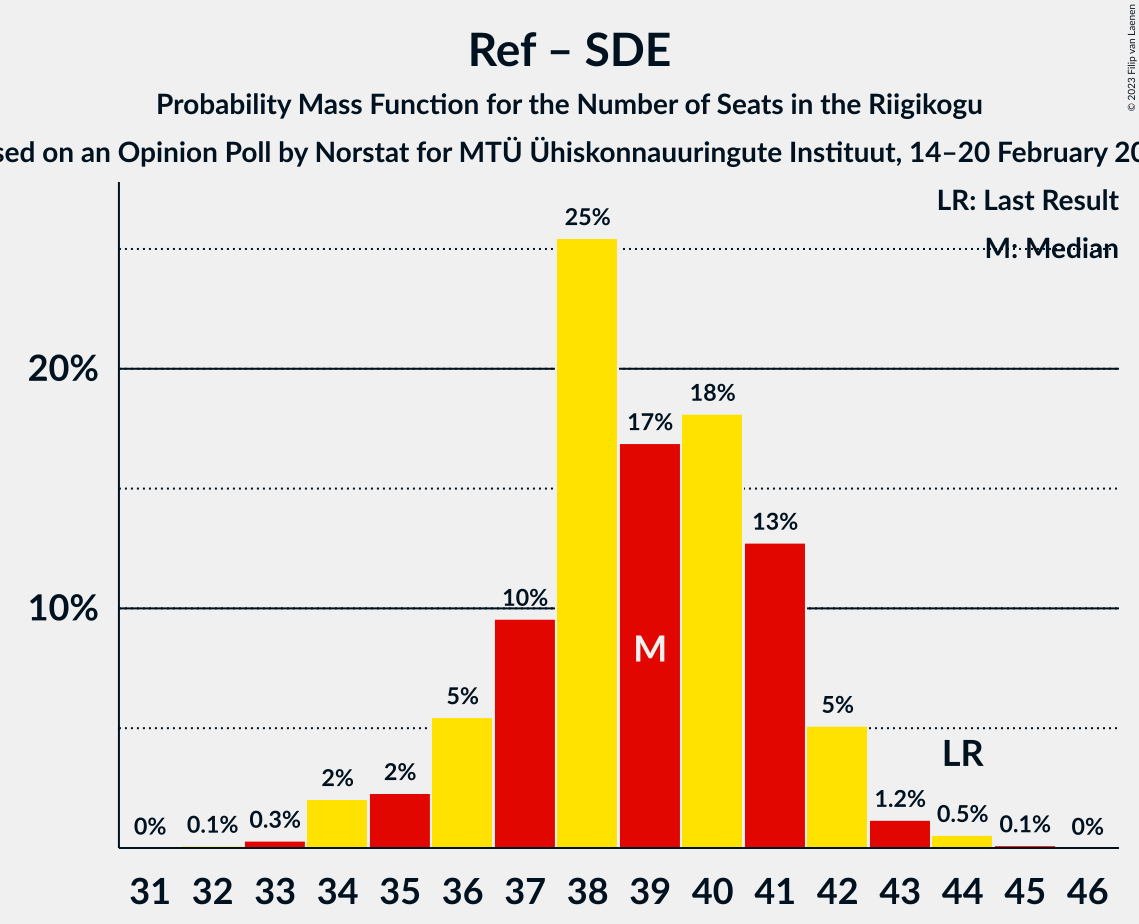 Ref – SDE
Probability Mass Function for the Number of Seats in the Riigikogu
sed on an Opinion Poll by Norstat for MTÜ Ühiskonnauuringute Instituut, 14–20 February 20
© 2023 Filip van Laenen
LR: Last Result
M: Median
25%
20%
18%
17%
13%
10%
10%
M
5%
5%
LR
2%
2%
1.2%
0.5%
0%
0.1%
0.3%
0.1%
0%
31 32 33 34 35 36 37 38 39 40 41 42 43 44 45 46